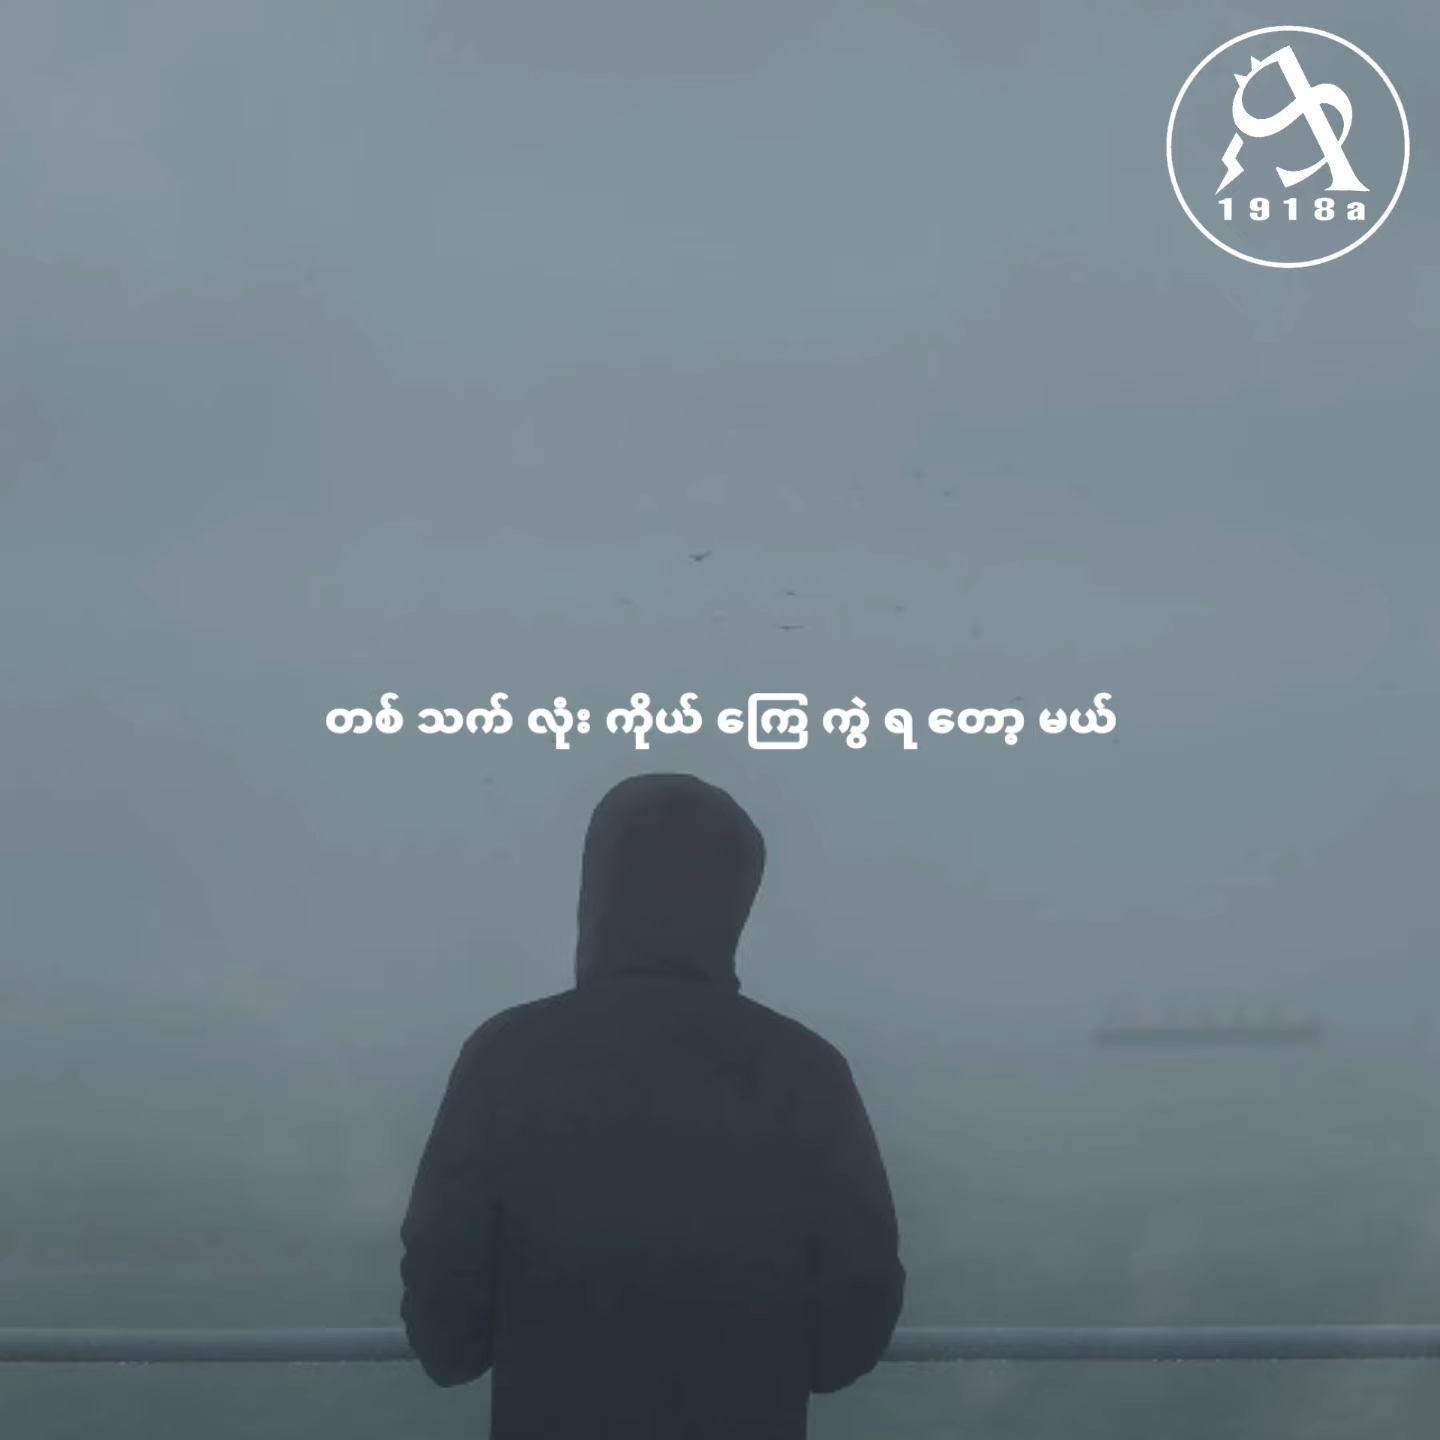 1918a
တစ် သက် လုံး ကိုယ် ကြေ ကွဲ ရ တော့ မယ်